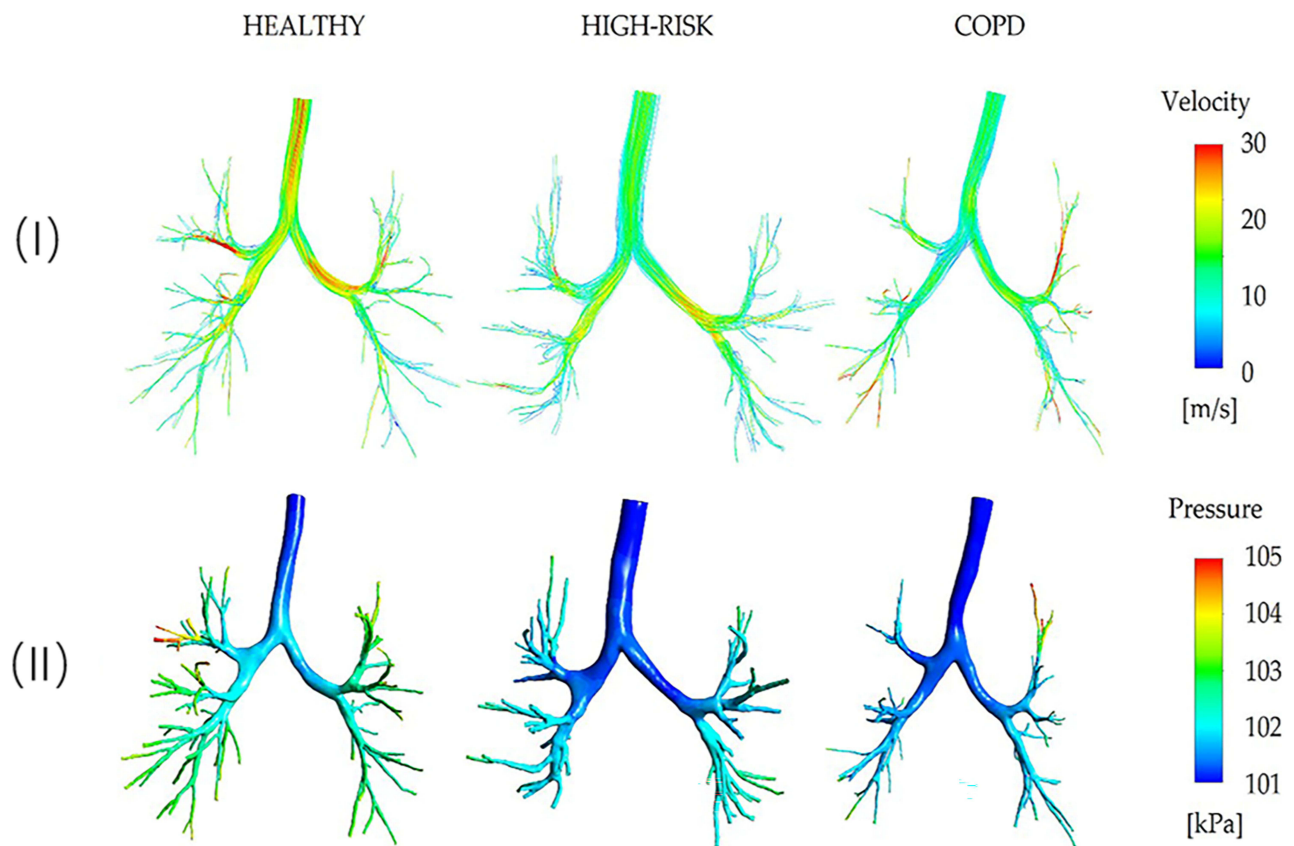 HEALTHY HIGH-RISK COPD
Velocity
30
(I)
20
10
0
[m/s]
Pressure
105
104
(II)
103
102
101
[kPa]